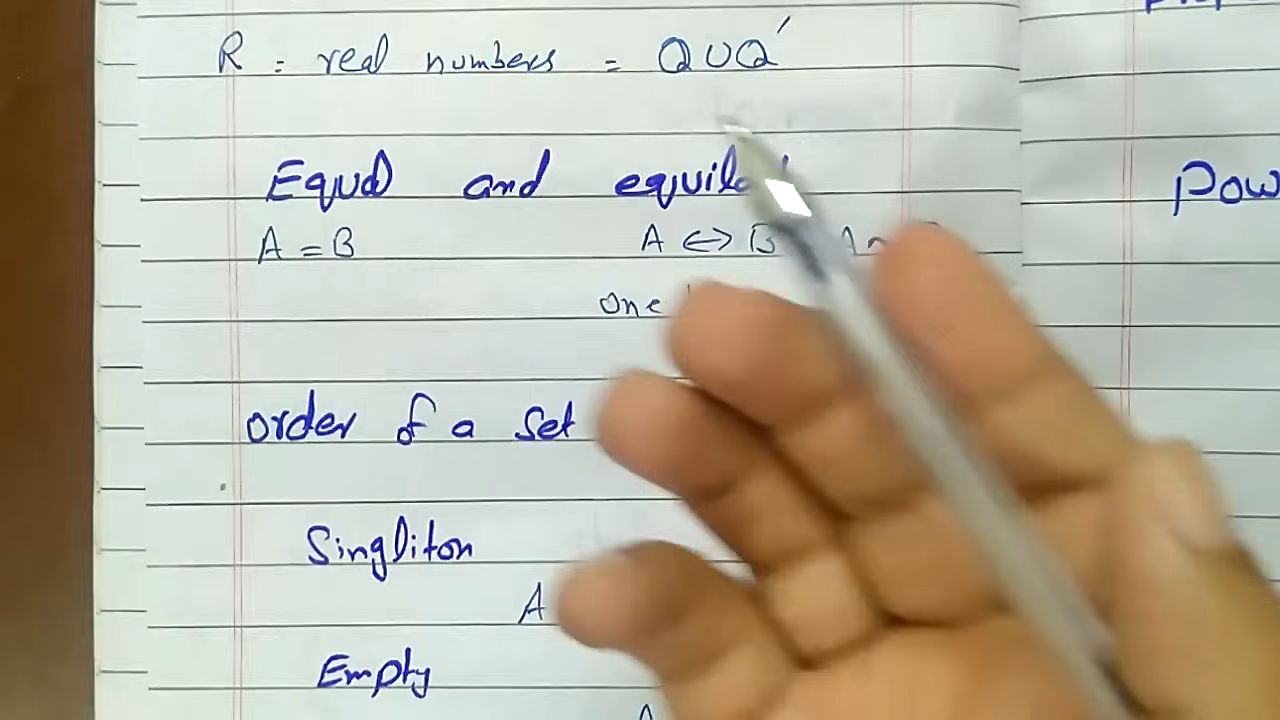 R = real numbers = Q ∪ Q′
Equal and
A = B A ↔ B
one
order of a set
Singliton
A
Empty
A
Pow